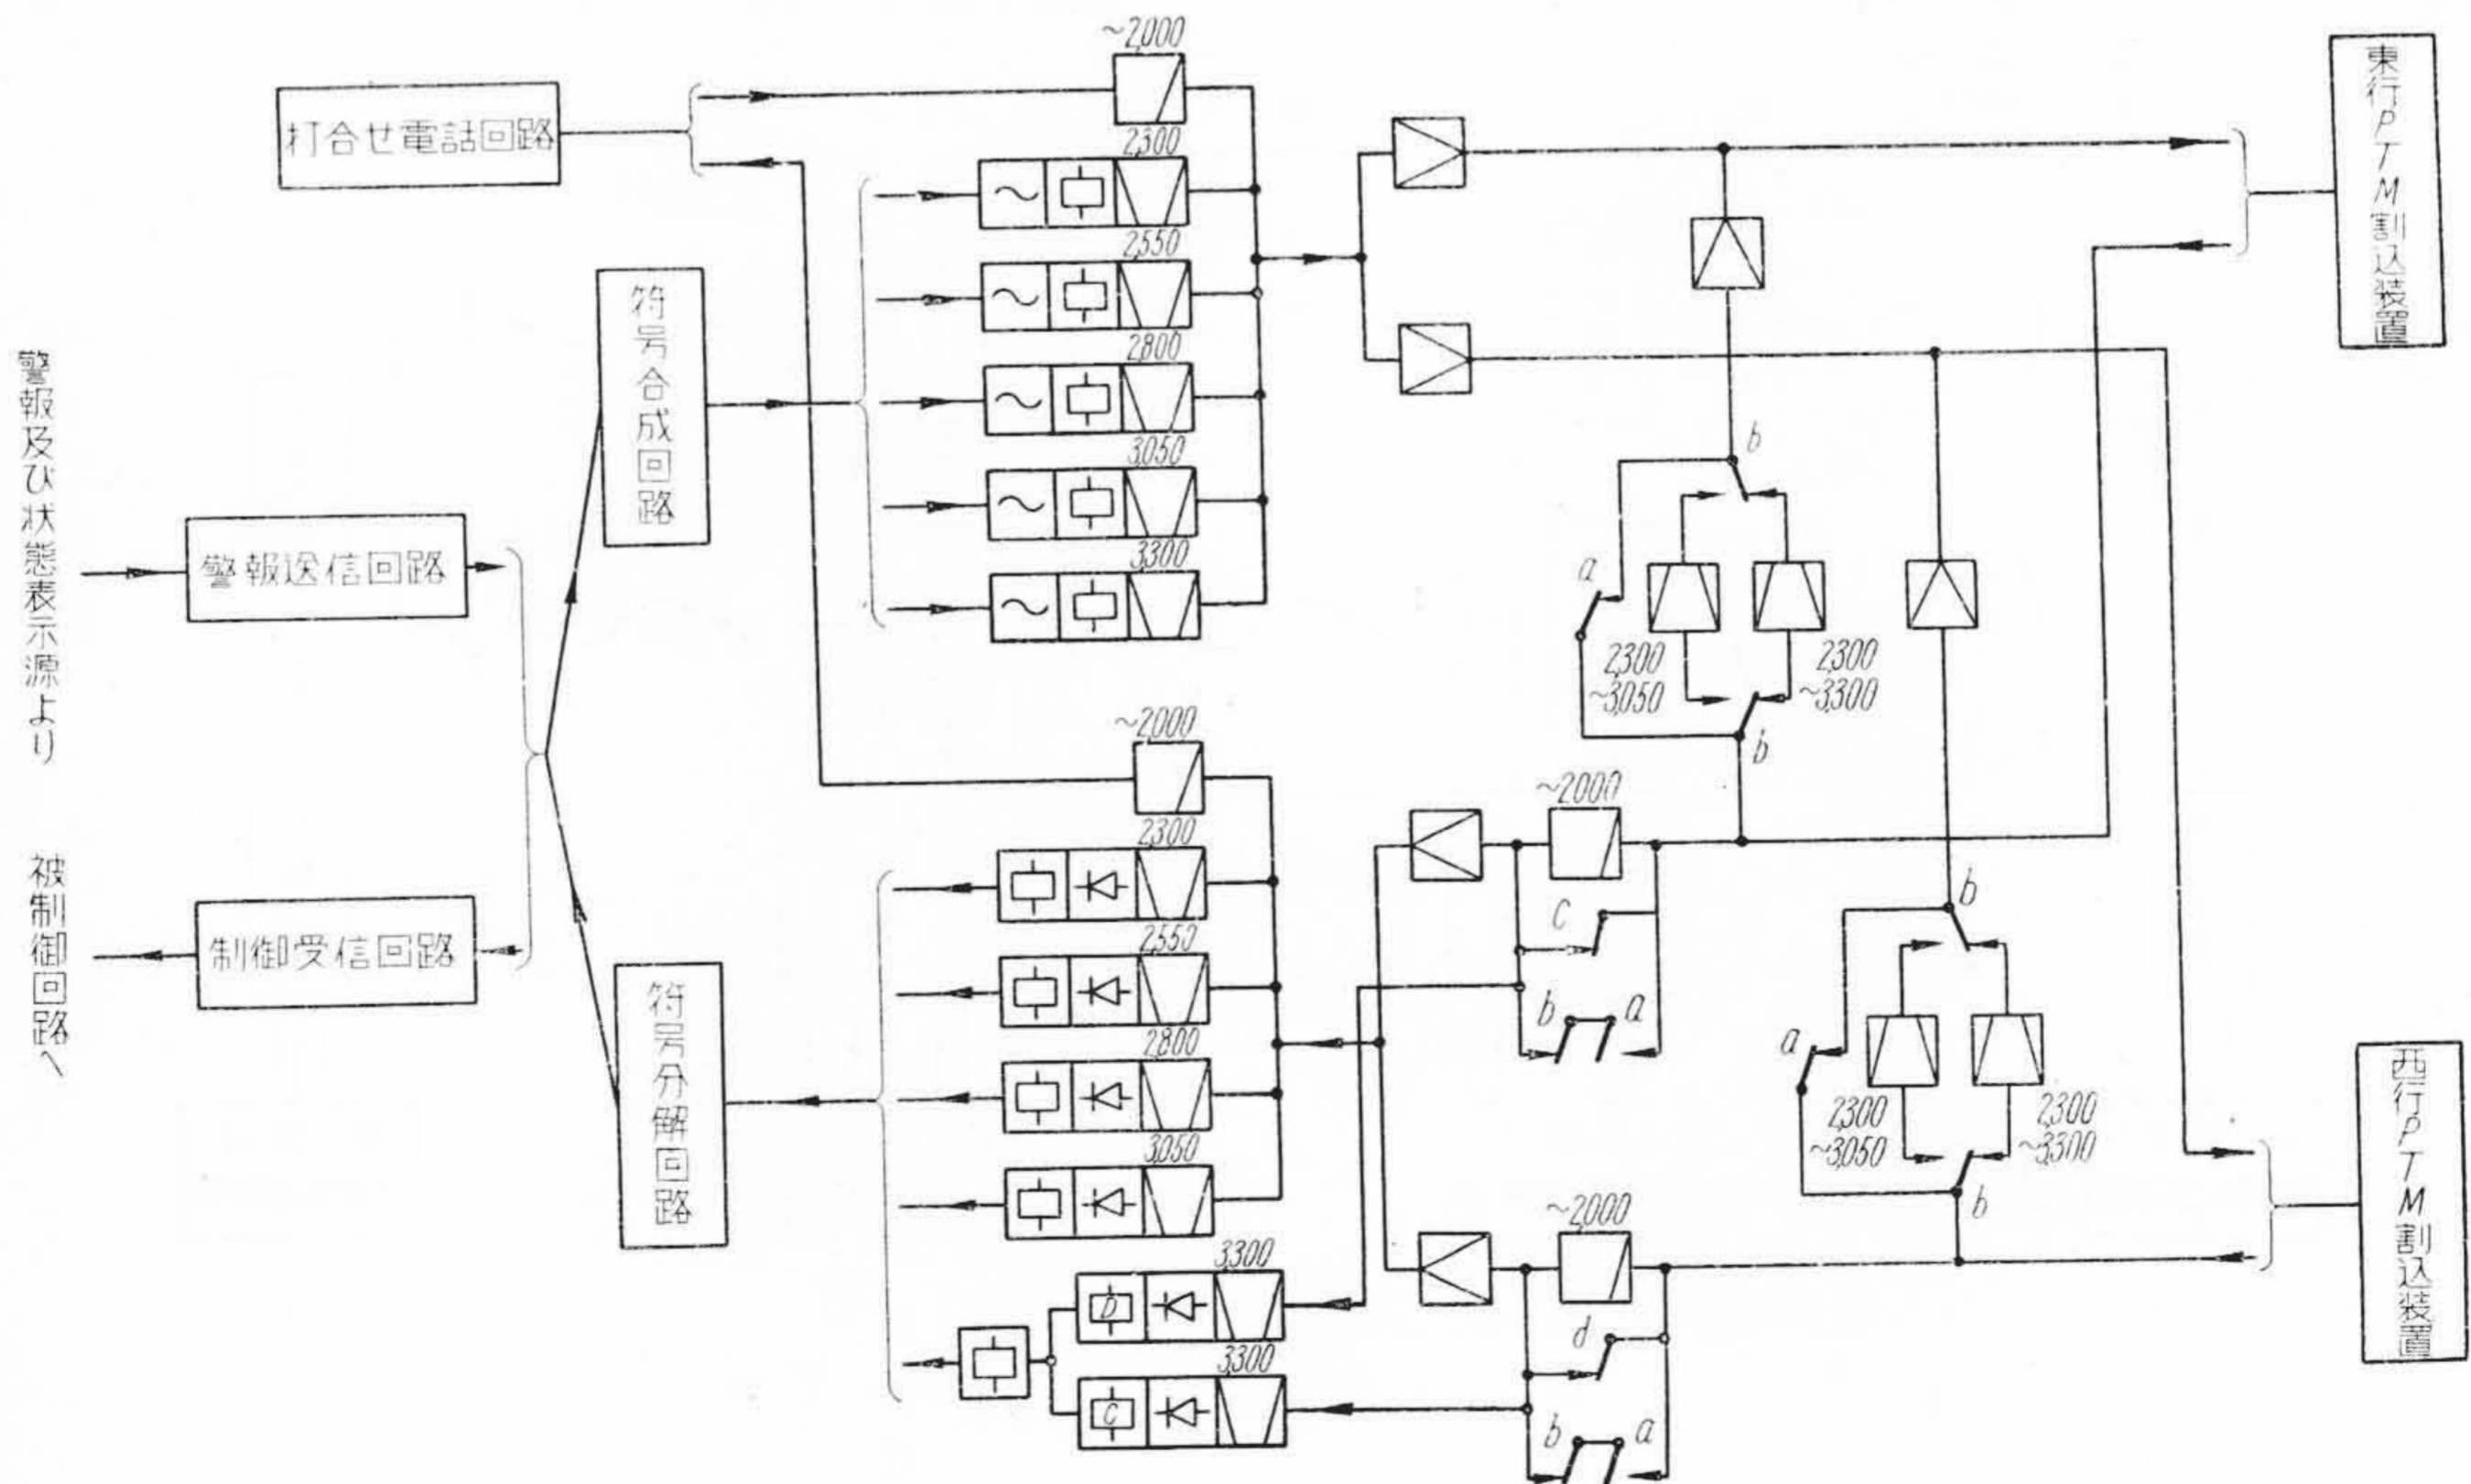 ~2,000
打合せ電話回路
2,300
2,550
2,800
3,050
3,300
符号合成回路
警報及び状態表示源より
警報送信回路
制御受信回路
被制御回路へ
符号分解回路
~2,000
2,300
2,550
2,800
3,050
3,300
D
3,300
C
東行PTM割込装置
b
a
2,300
~3,050
2,300
~3,300
b
~2,000
C
b
a
b
a
2,300
~3,050
2,300
~3,300
b
~2,000
d
b
a
西行PTM割込装置